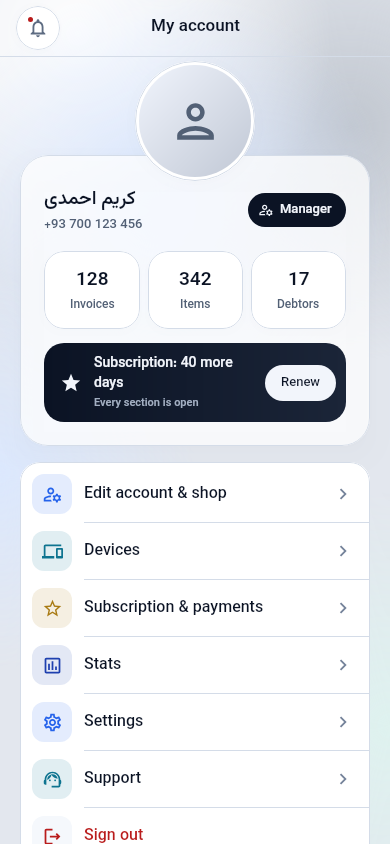 My account
کریم احمدی
+93 700 123 456
Manager
128
Invoices
342
Items
17
Debtors
Subscription: 40 more
days
Every section is open
Renew
Edit account & shop
Devices
Subscription & payments
Stats
Settings
Support
Sign out